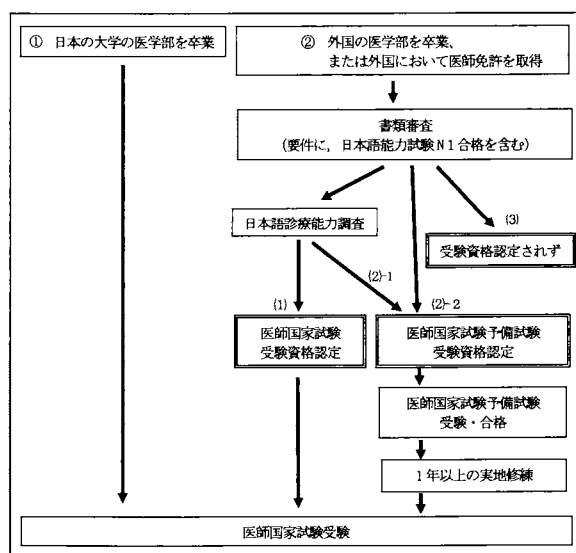 ① 日本の大学の医学部を卒業
② 外国の医学部を卒業、
または外国において医師免許を取得
書類審査
(要件に，日本語能力試験N1合格を含む)
日本語診療能力調査
(3)
受験資格認定されず
(2)-1
(1)
(2)-2
医師国家試験
受験資格認定
医師国家試験予備試験
受験資格認定
医師国家試験予備試験
受験・合格
1年以上の実地修練
医師国家試験受験